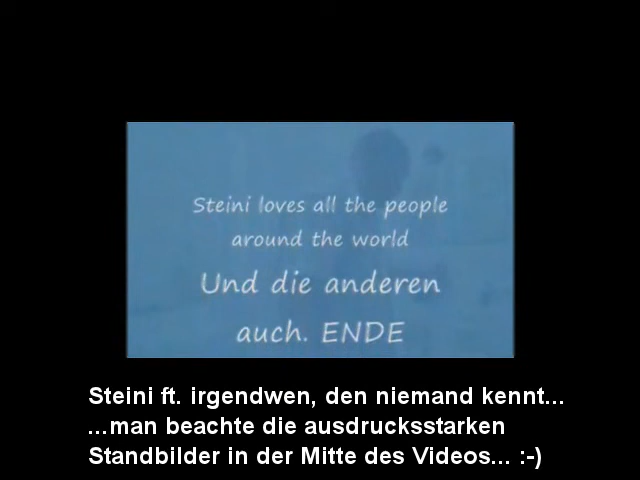 Steini loves all the people
around the world
Und die anderen
auch. ENDE
Steini ft. irgendwen, den niemand kennt...
...man beachte die ausdrucksstarken
Standbilder in der Mitte des Videos... :-)